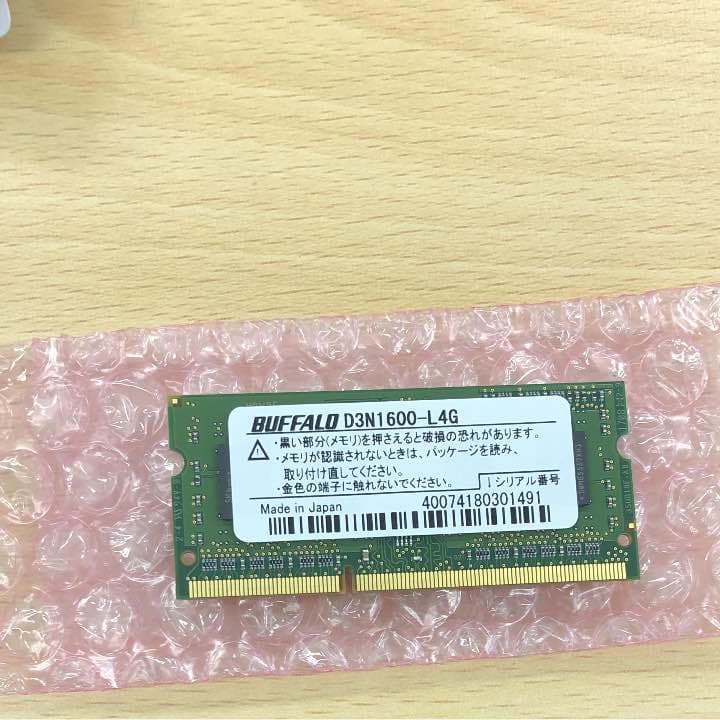 BUFFALO D3N1600-L4G
・黒い部分(メモリ)を押さえると破損の恐れがあります。
・メモリが認識されないときは、パッケージを読み、
取り付け直してください。
・金色の端子に触れないでください。
↓シリアル番号
Made in Japan
40074180301491